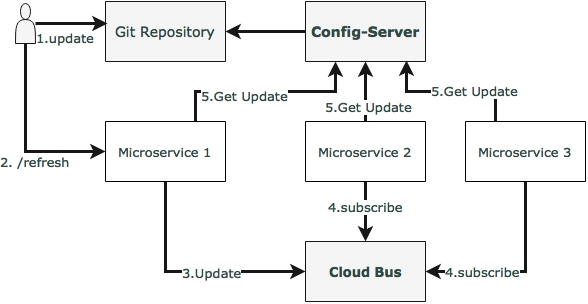 1.update
Git Repository
Config-Server
5.Get Update
5.Get Update
5.Get Update
2. /refresh
Microservice 1
Microservice 2
Microservice 3
4.subscribe
3.Update
Cloud Bus
4.subscribe